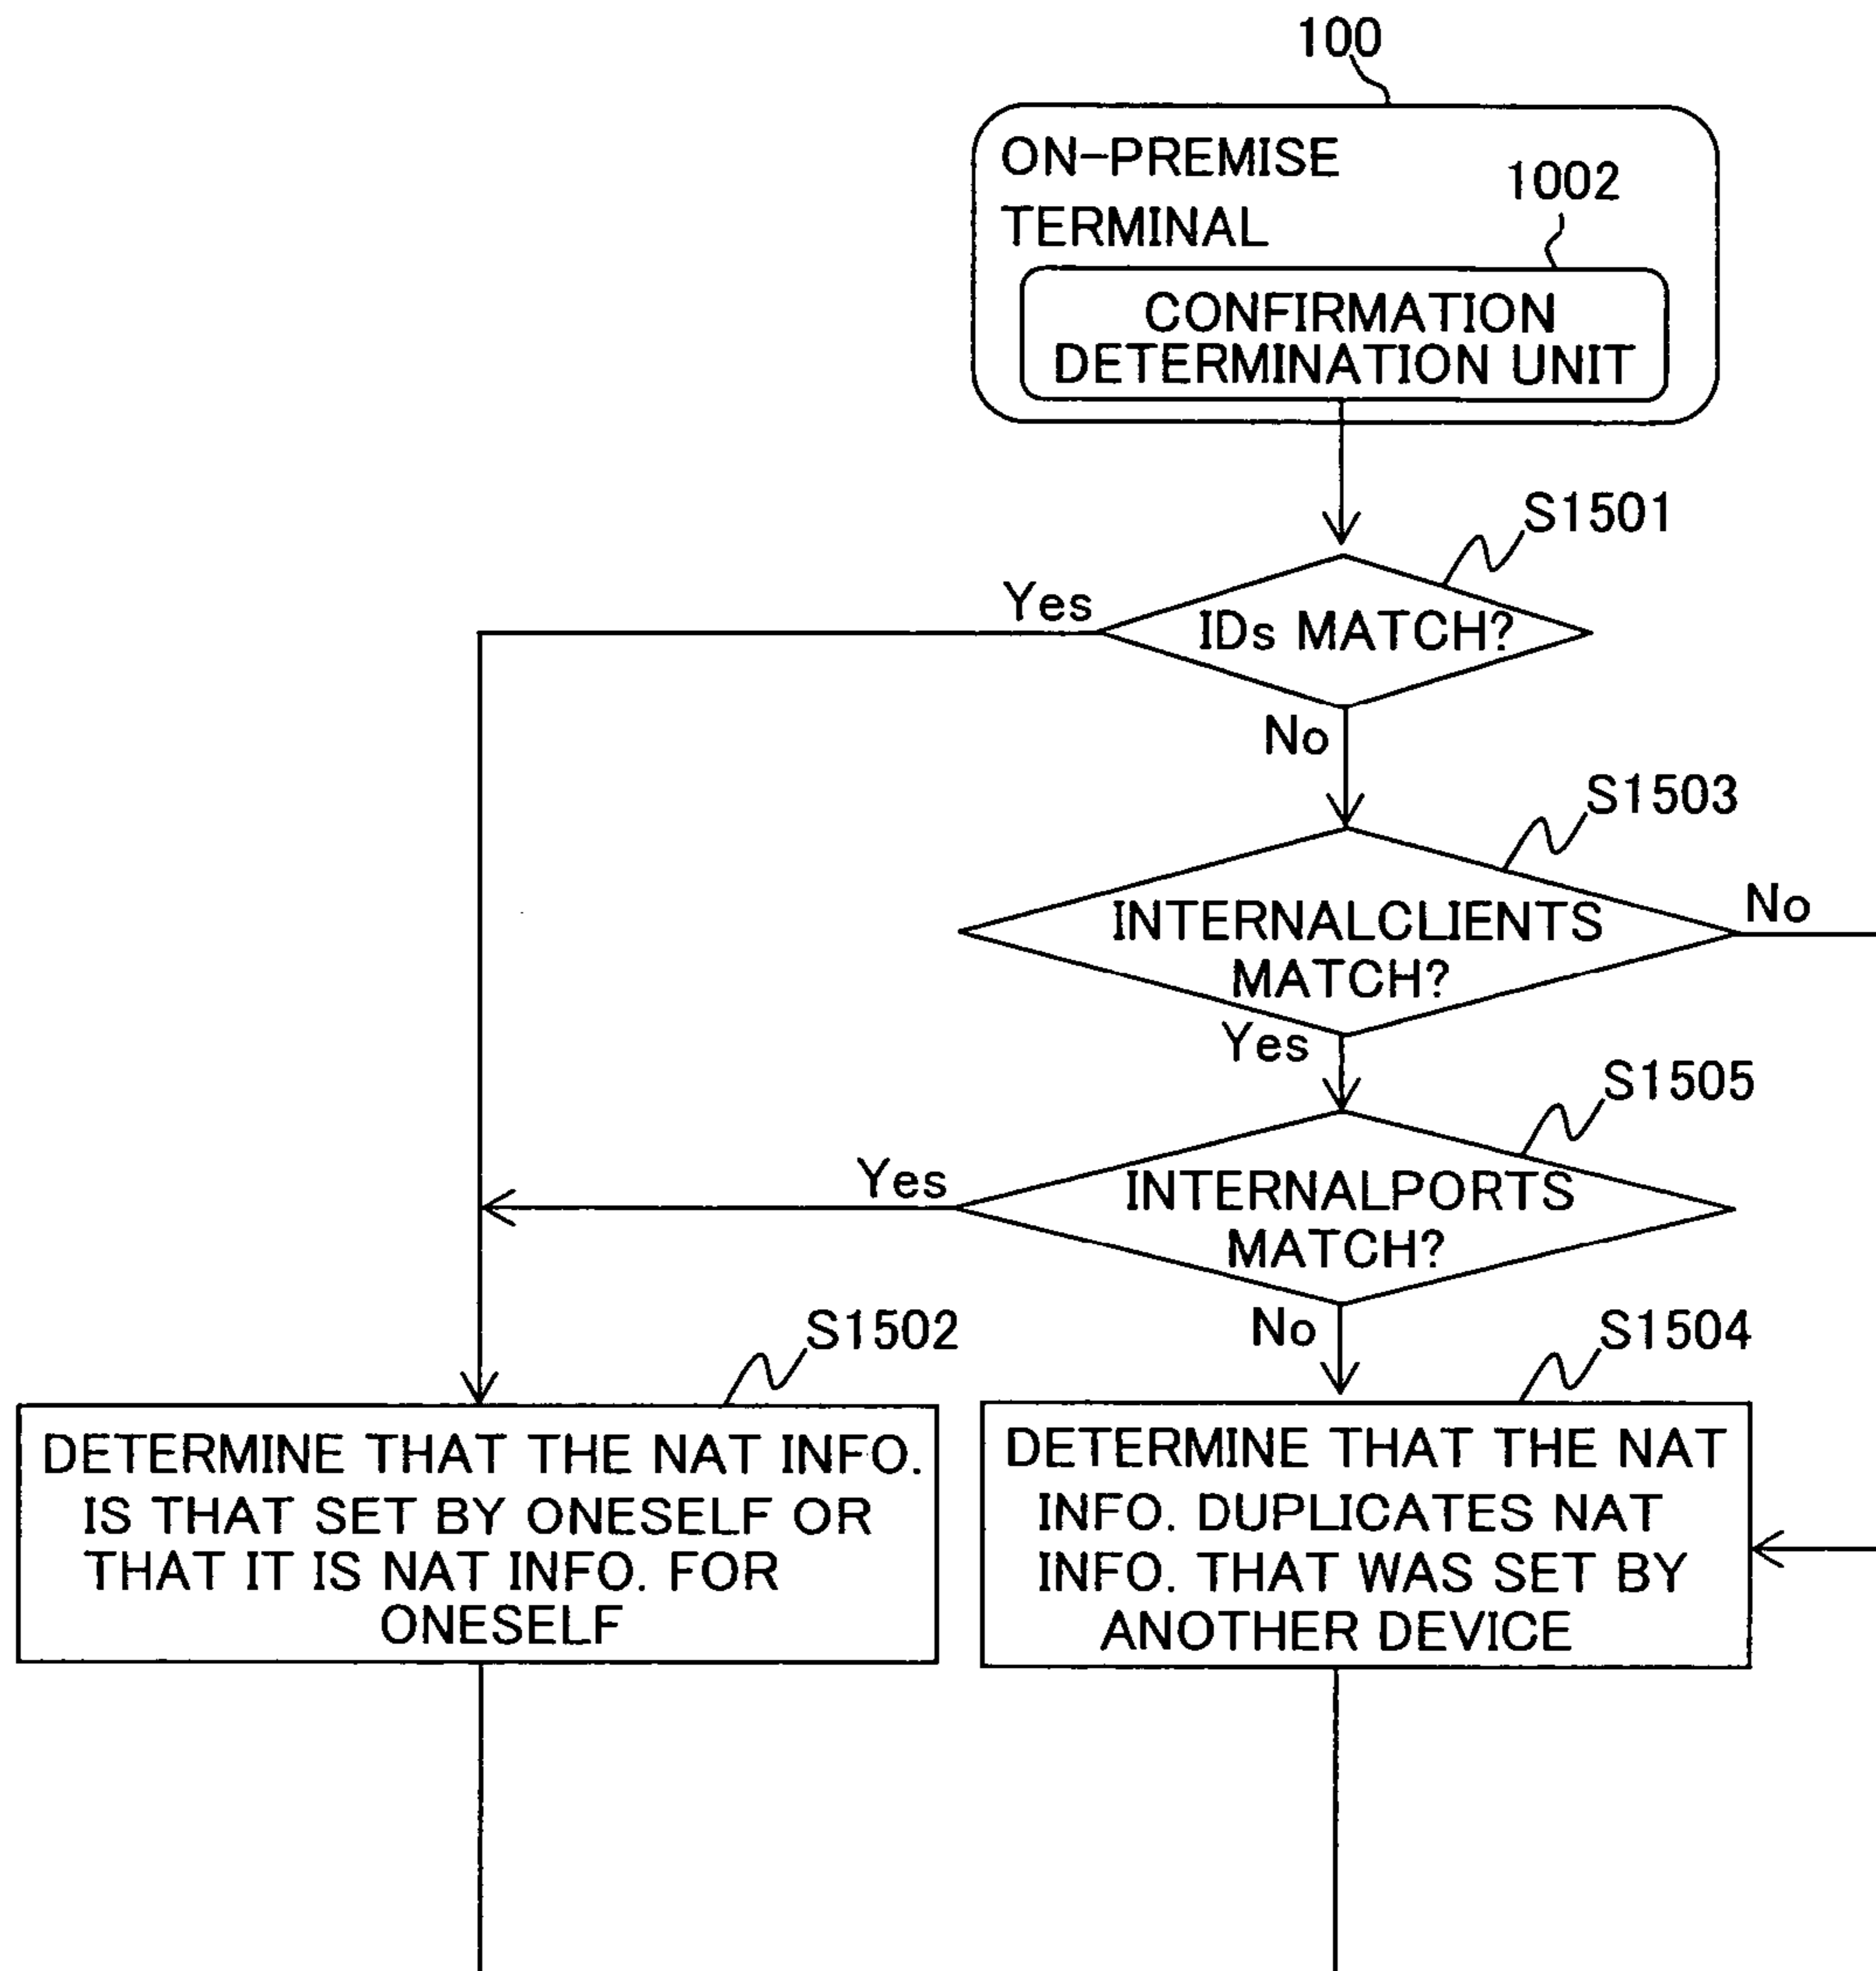 100
ON-PREMISE
TERMINAL
1002
CONFIRMATION
DETERMINATION UNIT
S1501
Yes
IDs MATCH?
No
S1503
INTERNALCLIENTS
MATCH?
No
Yes
S1505
Yes
INTERNALPORTS
MATCH?
No
S1502
S1504
DETERMINE THAT THE NAT INFO.
IS THAT SET BY ONESELF OR
THAT IT IS NAT INFO. FOR
ONESELF
DETERMINE THAT THE NAT
INFO. DUPLICATES NAT
INFO. THAT WAS SET BY
ANOTHER DEVICE